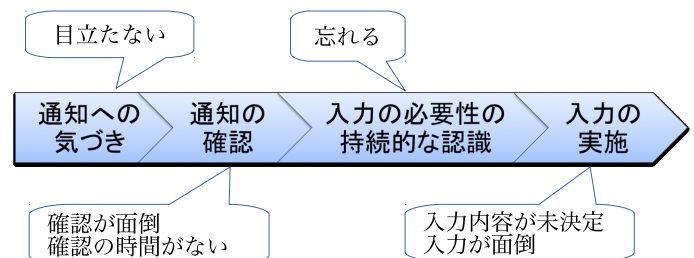 目立たない
忘れる
通知への
気づき
通知の
確認
入力の必要性の
持続的な認識
入力の
実施
確認が面倒
確認の時間がない
入力内容が未決定
入力が面倒